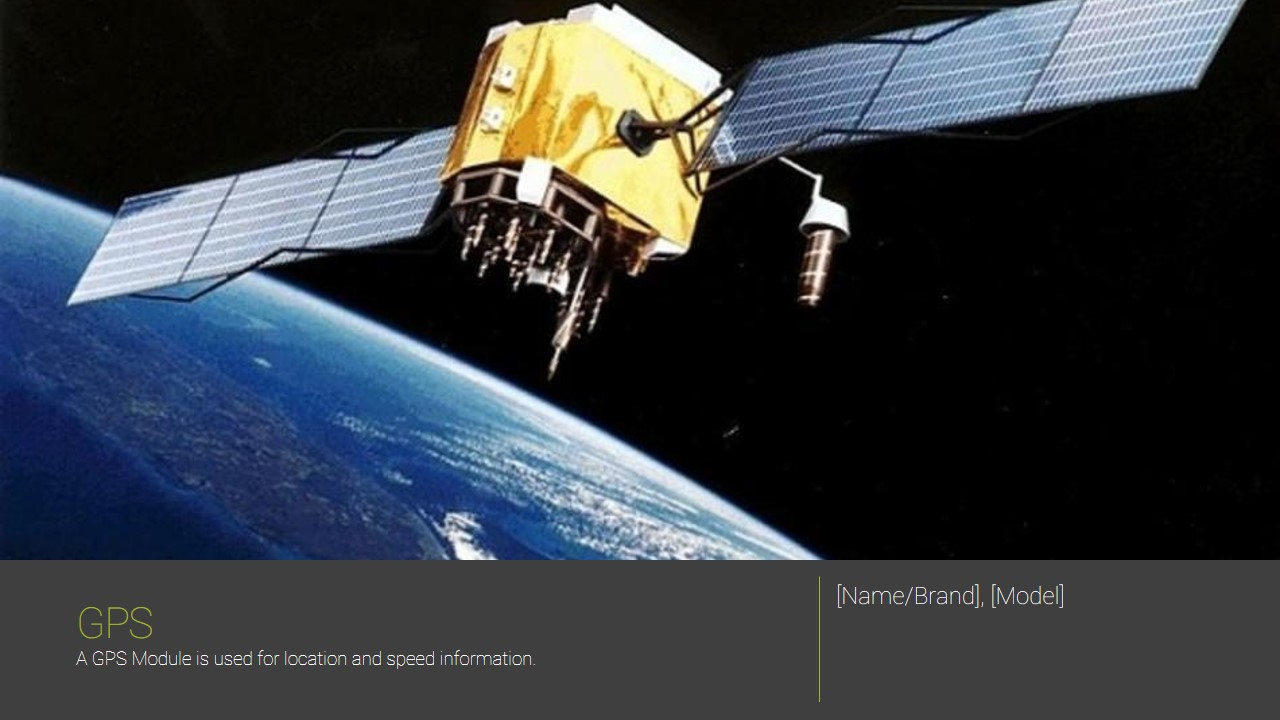 GPS
A GPS Module is used for location and speed information.
[Name/Brand], [Model]